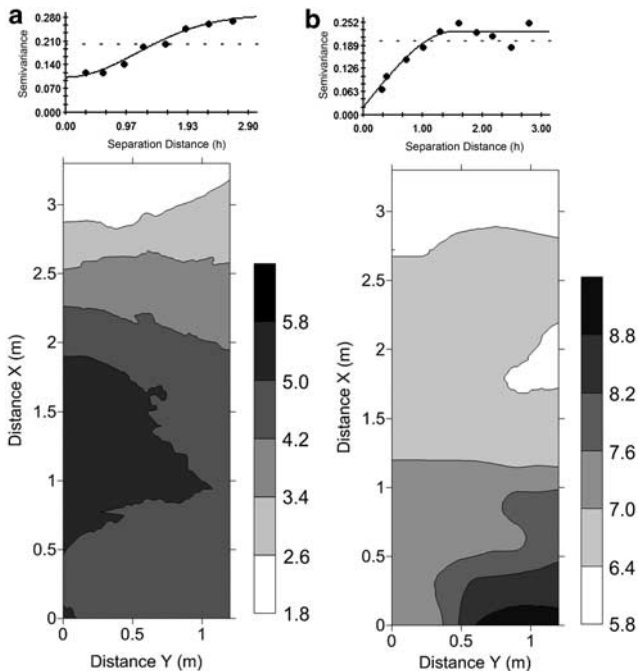 a
0.280
0.210
0.140
0.070
0.000
Semivariance
0.00 0.97 1.93 2.90
Separation Distance (h)
3
2.5
2
1.5
1
0.5
0
Distance X (m)
0 0.5 1
Distance Y (m)
5.8
5.0
4.2
3.4
2.6
1.8
b
0.252
0.189
0.126
0.063
0.000
Semivariance
0.00 1.00 2.00 3.00
Separation Distance (h)
3
2.5
2
1.5
1
0.5
0
Distance X (m)
0 0.5 1
Distance Y (m)
8.8
8.2
7.6
7.0
6.4
5.8